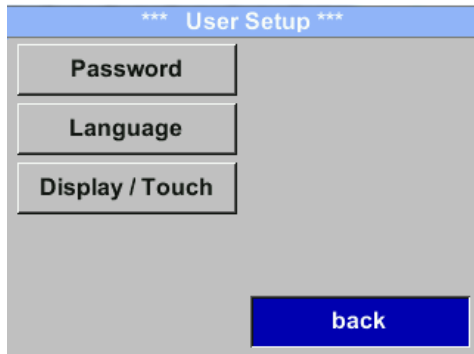 *** User Setup ***
Password
Language
Display / Touch
back